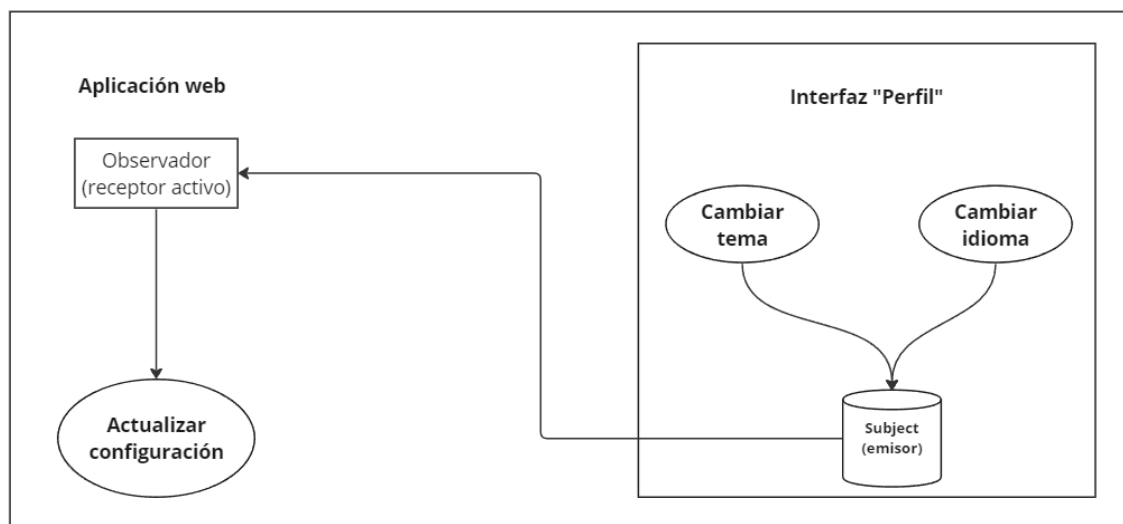 Aplicación web
Observador
(receptor activo)
Actualizar
configuración
Interfaz "Perfil"
Cambiar
tema
Cambiar
idioma
Subject
(emisor)